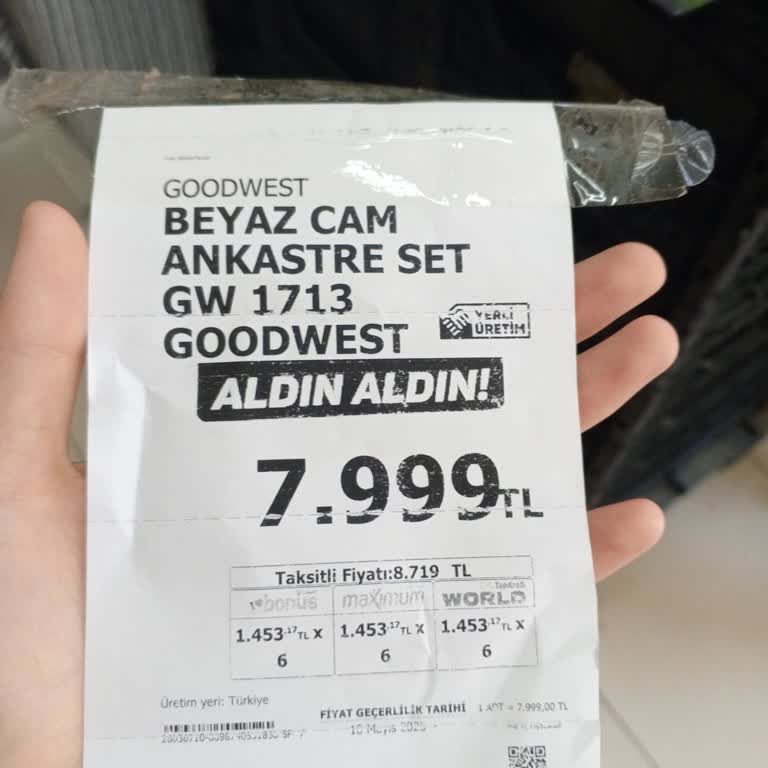 GOODWEST
BEYAZ CAM
ANKASTRE SET
GW 1713
GOODWEST
YERLİ
ÜRETİM
ALDIN ALDIN!
7.999TL
Taksitli Fiyatı:8.719 TL
bonus maximum WORLD
1.453,17TL X 1.453,17TL X 1.453,17TL X
6 6 6
Üretim yeri: Türkiye
FİYAT GEÇERLİLİK TARİHİ 1 ADT = 7.999,00 TL
Mayıs